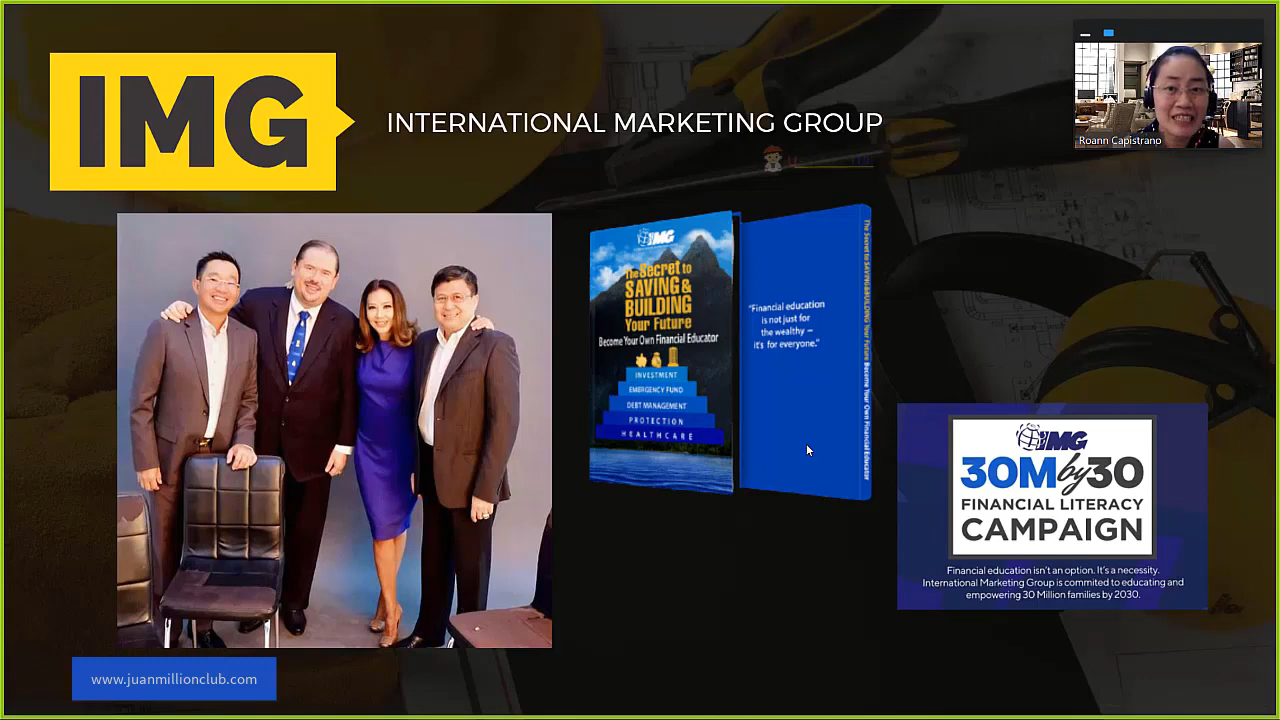 IMG
INTERNATIONAL MARKETING GROUP
Roann Capistrano
IMG
The Secret to
SAVING &
BUILDING
Your Future
Become Your Own Financial Educator
INVESTMENT
EMERGENCY FUND
DEBT MANAGEMENT
PROTECTION
HEALTHCARE
"Financial education
is not just for
the wealthy –
it's for everyone."
The Secret to SAVING & BUILDING Your Future Become Your Own Financial Educator
IMG
30M by 30
FINANCIAL LITERACY
CAMPAIGN
Financial education isn't an option. It's a necessity.
International Marketing Group is commited to educating and
empowering 30 Million families by 2030.
www.juanmillionclub.com